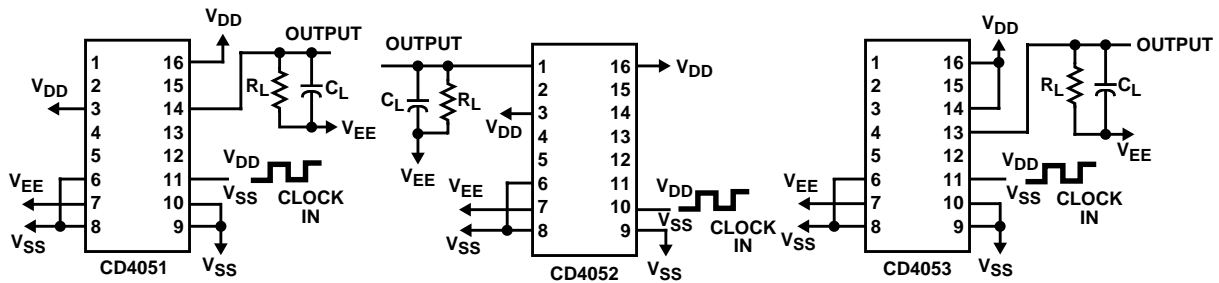 VDD
OUTPUT
1 16
2 15
VDD
3 14
RL
CL
4 13
VEE
5 12
VDD
6 11
VSS
CLOCK
IN
VEE
7 10
VSS
8 9
VSS
CD4051
OUTPUT
1 16
VDD
2 15
CL
RL
3 14
VDD
4 13
VEE
5 12
6 11
VDD
VEE
7 10
VSS
CLOCK
IN
VSS
8 9
VSS
CD4052
VDD
OUTPUT
1 16
2 15
RL
CL
3 14
4 13
VEE
5 12
VDD
6 11
VSS
CLOCK
IN
VEE
7 10
VSS
8 9
VSS
CD4053